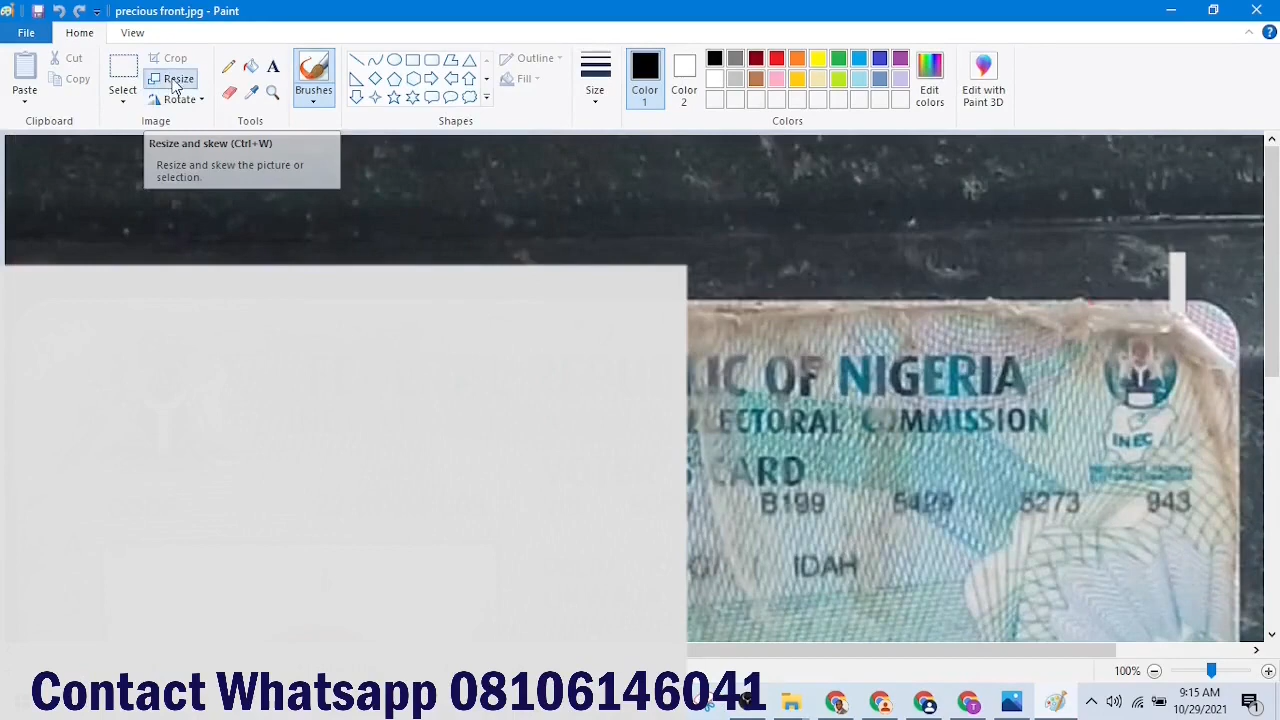 precious front.jpg - Paint
File Home View
Paste
Cut
Copy
Clipboard
Select
Crop
Resize
Rotate
Image
Tools
Brushes
Outline
Fill
Shapes
Size
Color 1
Color 2
Edit colors
Edit with Paint 3D
Colors
Resize and skew (Ctrl+W)
Resize and skew the picture or
selection.
IC OF NIGERIA
LECTORAL COMMISSION
CARD
INEC
B199 5429 5273 943
IDAH
100%
Contact Whatsopp 08106146041
9:15 AM
10/29/2021